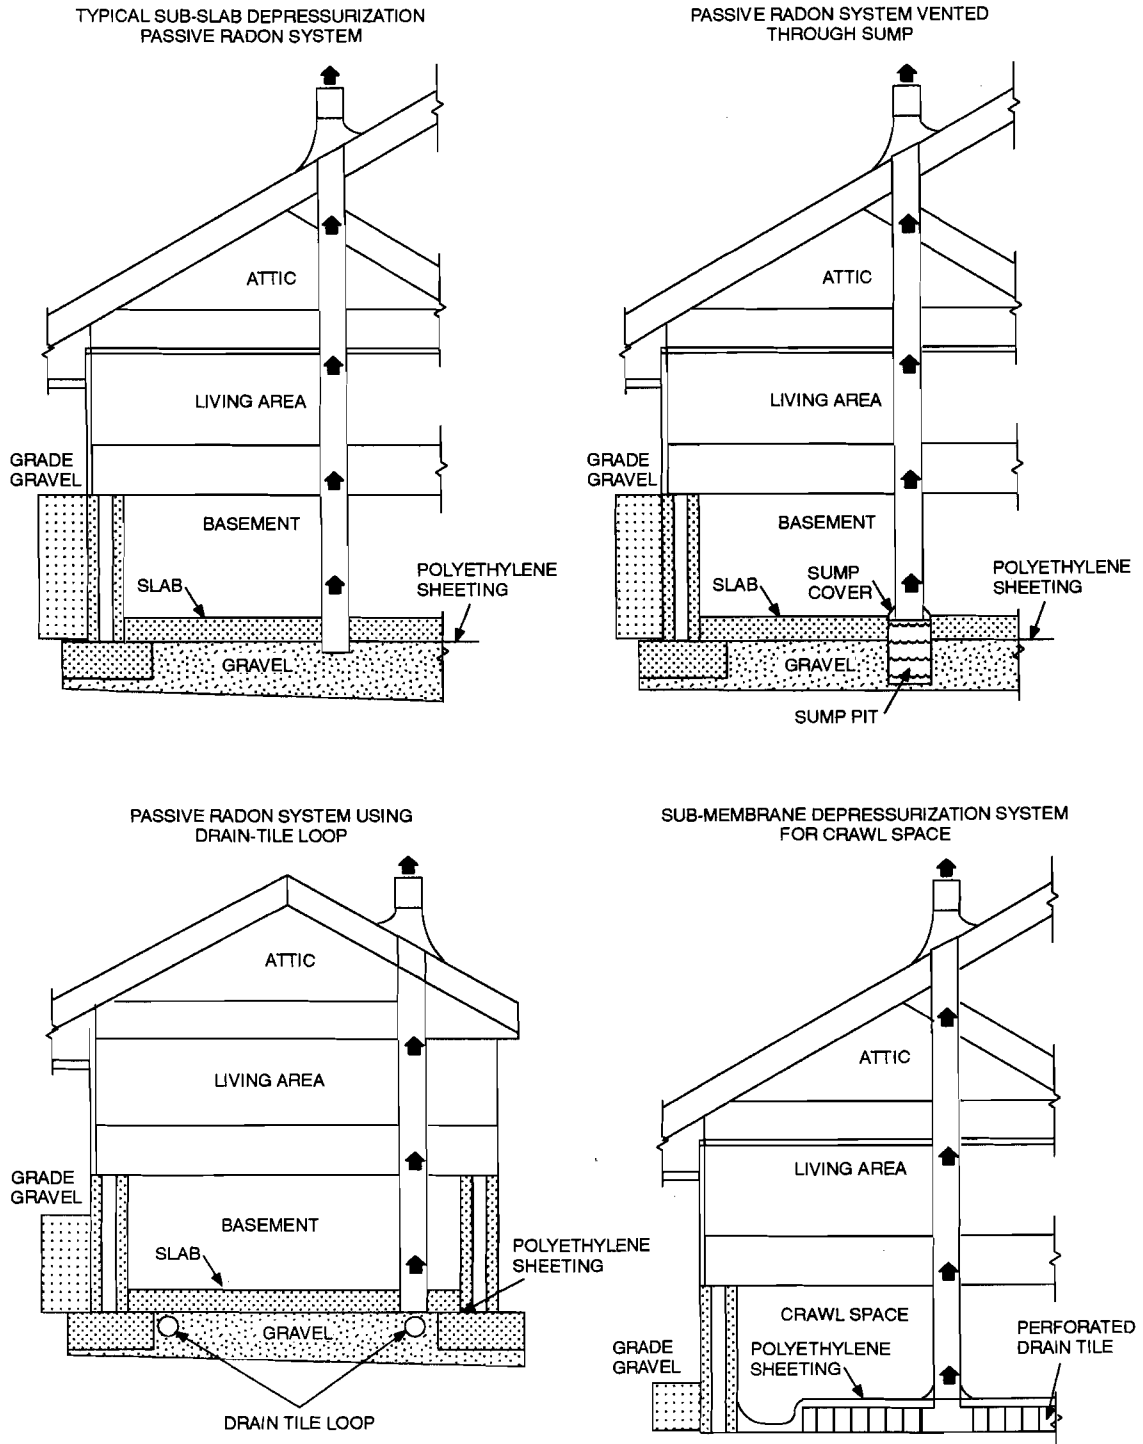 TYPICAL SUB-SLAB DEPRESSURIZATION
PASSIVE RADON SYSTEM
ATTIC
LIVING AREA
GRADE
GRAVEL
BASEMENT
SLAB
POLYETHYLENE
SHEETING
GRAVEL
PASSIVE RADON SYSTEM VENTED
THROUGH SUMP
ATTIC
LIVING AREA
GRADE
GRAVEL
BASEMENT
SLAB
SUMP
COVER
POLYETHYLENE
SHEETING
GRAVEL
SUMP PIT
PASSIVE RADON SYSTEM USING
DRAIN-TILE LOOP
ATTIC
LIVING AREA
GRADE
GRAVEL
BASEMENT
SLAB
POLYETHYLENE
SHEETING
GRAVEL
DRAIN TILE LOOP
SUB-MEMBRANE DEPRESSURIZATION SYSTEM
FOR CRAWL SPACE
ATTIC
LIVING AREA
CRAWL SPACE
GRADE
GRAVEL
POLYETHYLENE
SHEETING
PERFORATED
DRAIN TILE